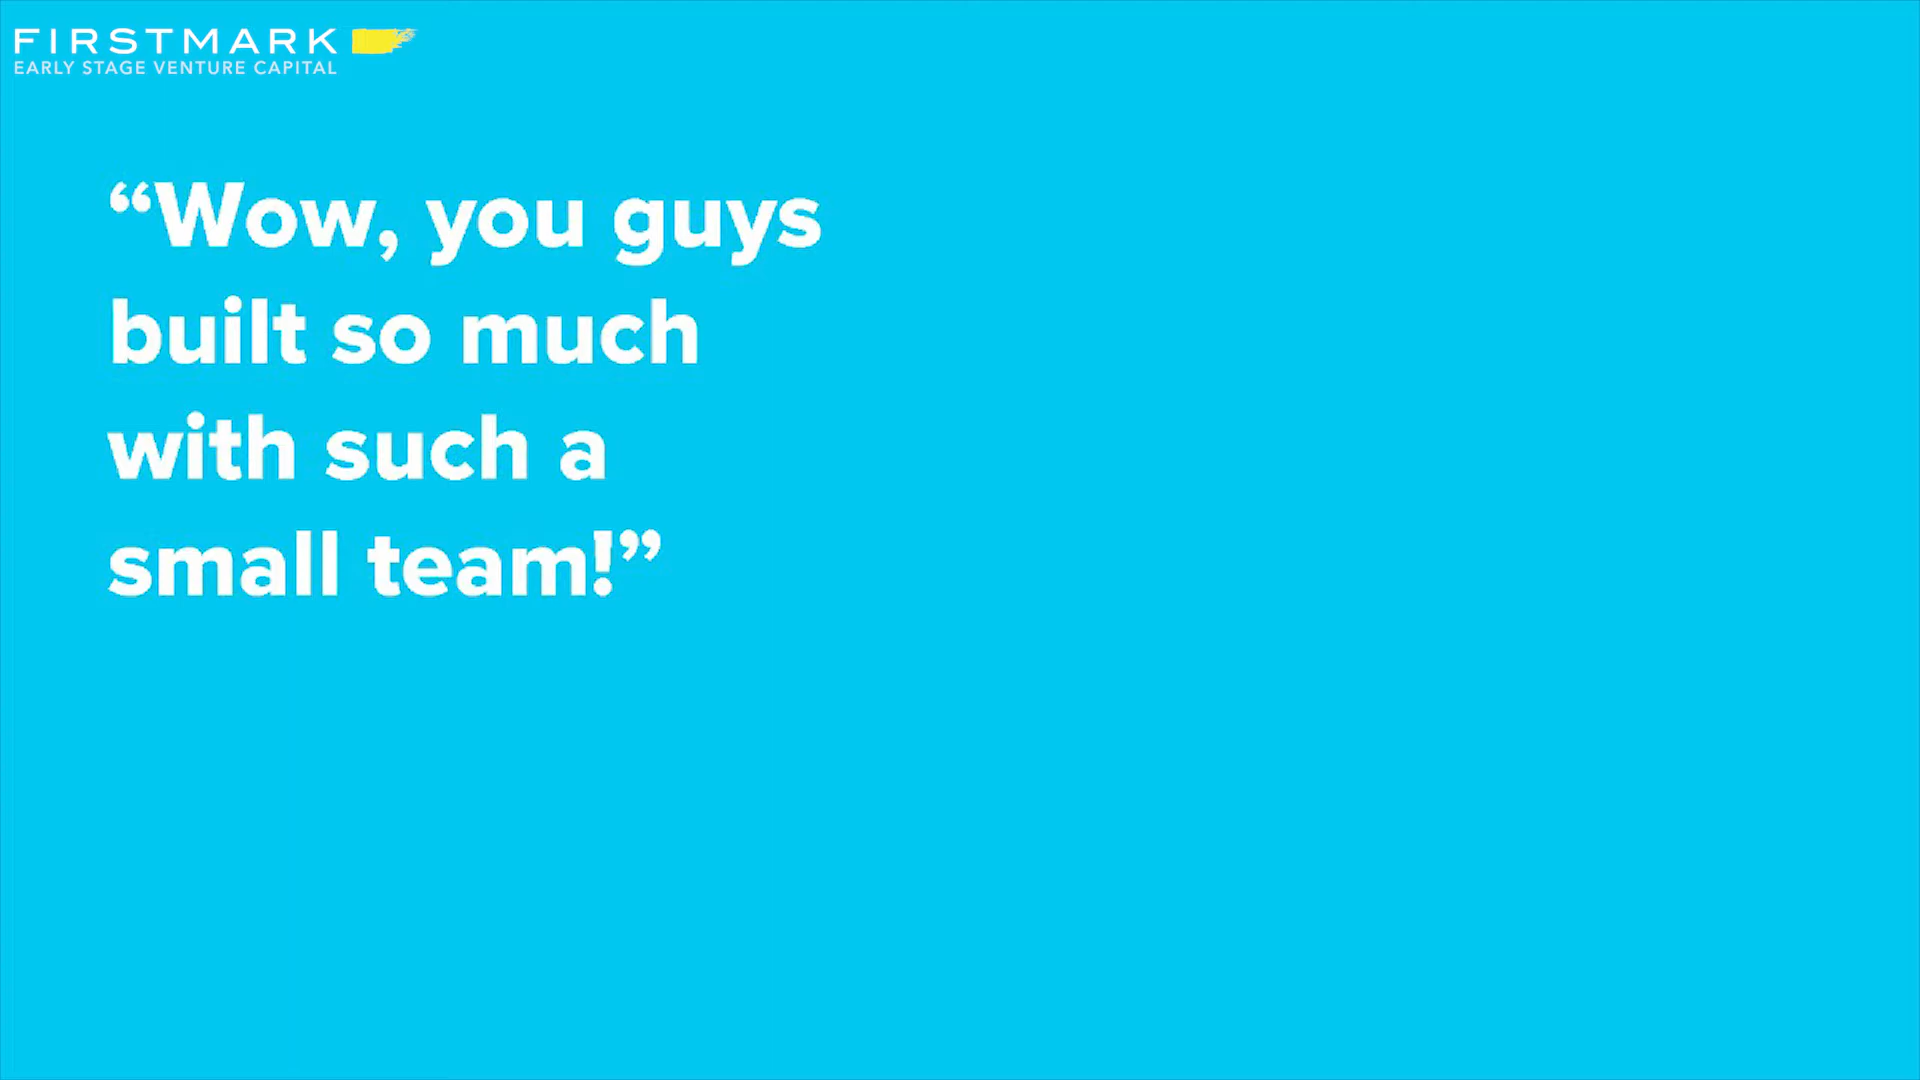 FIRSTMARK
EARLY STAGE VENTURE CAPITAL
“Wow, you guys
built so much
with such a
small team!”